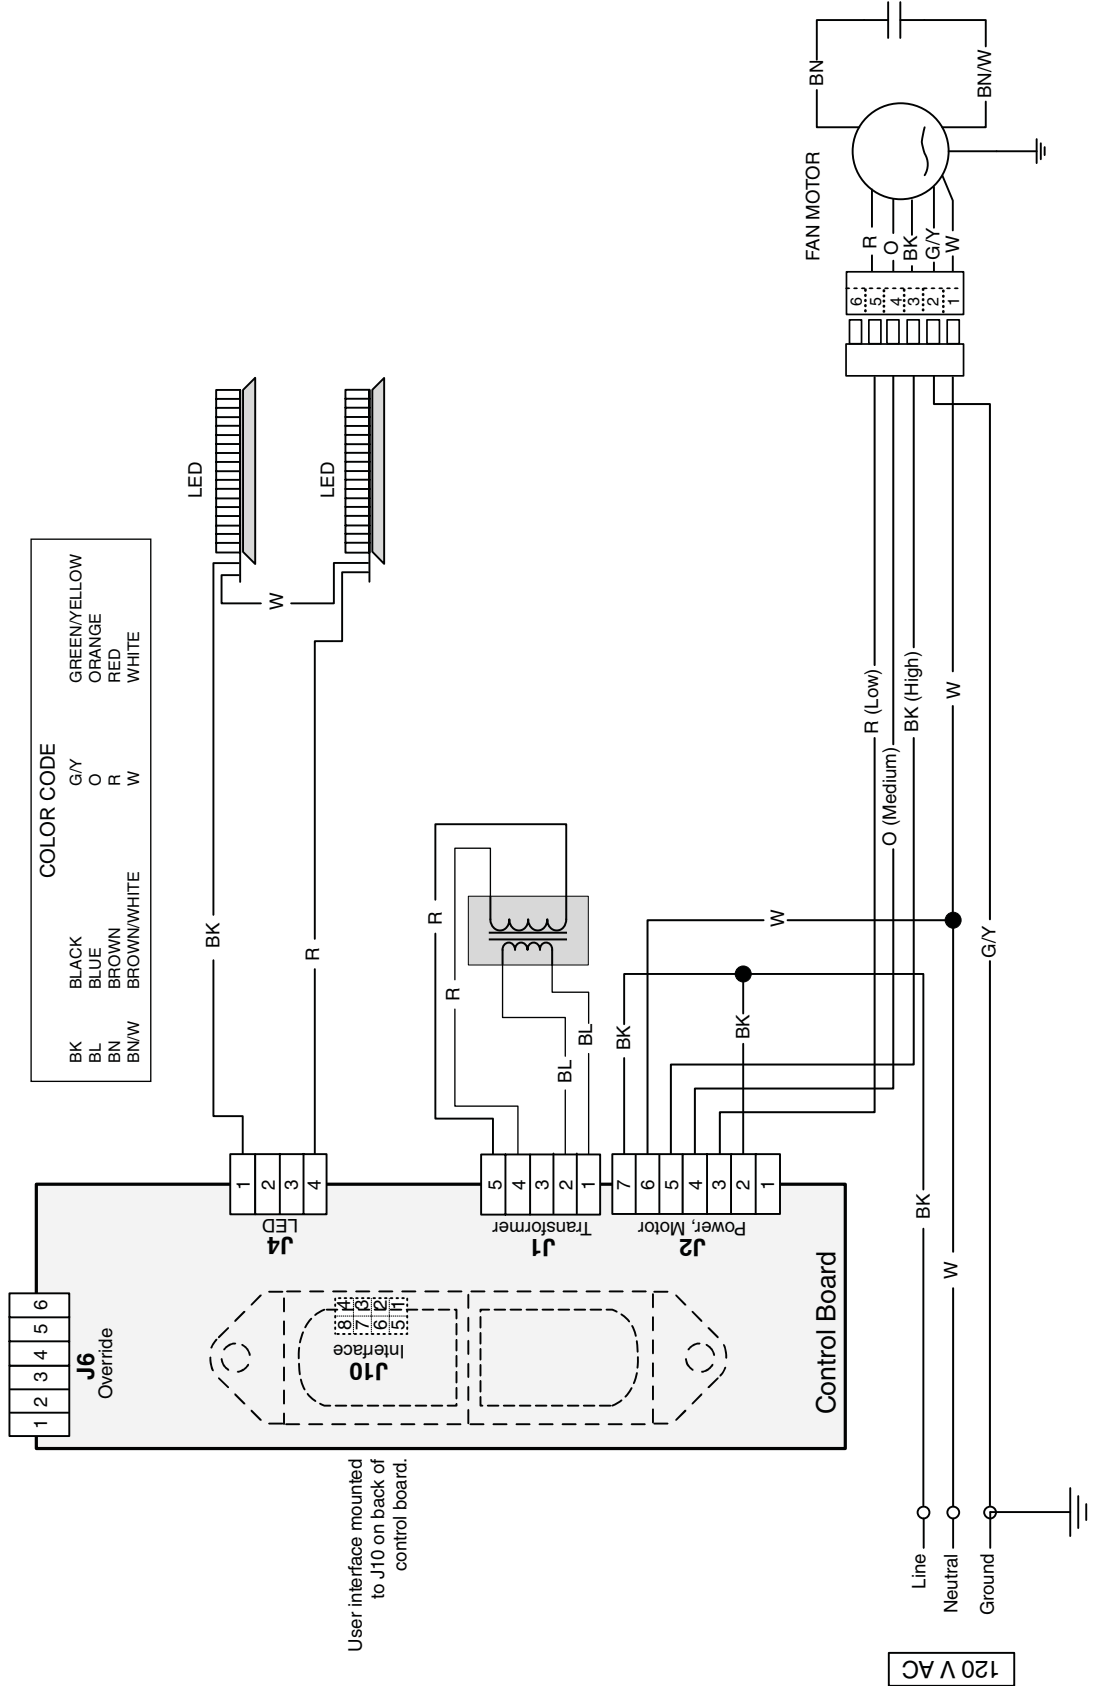 COLOR CODE
BK BLACK G/Y GREEN/YELLOW
BL BLUE O ORANGE
BN BROWN R RED
BN/W BROWN/WHITE W WHITE
LED
LED
BK
W
R
1
2
3
4
LED
J4
1 2 3 4 5 6
J6
Override
User interface mounted
to J10 on back of
control board.
J10
Interface
8 4
7 3
6 2
5 1
R
R
BL
BL
5
4
3
2
1
Transformer
J1
BK
W
BK
7
6
5
4
3
2
1
Power, Motor
J2
Control Board
R (Low)
O (Medium)
BK (High)
W
G/Y
BK
W
Line
Neutral
Ground
120 V AC
FAN MOTOR
BN
BN/W
R
O
BK
G/Y
W
6
5
4
3
2
1